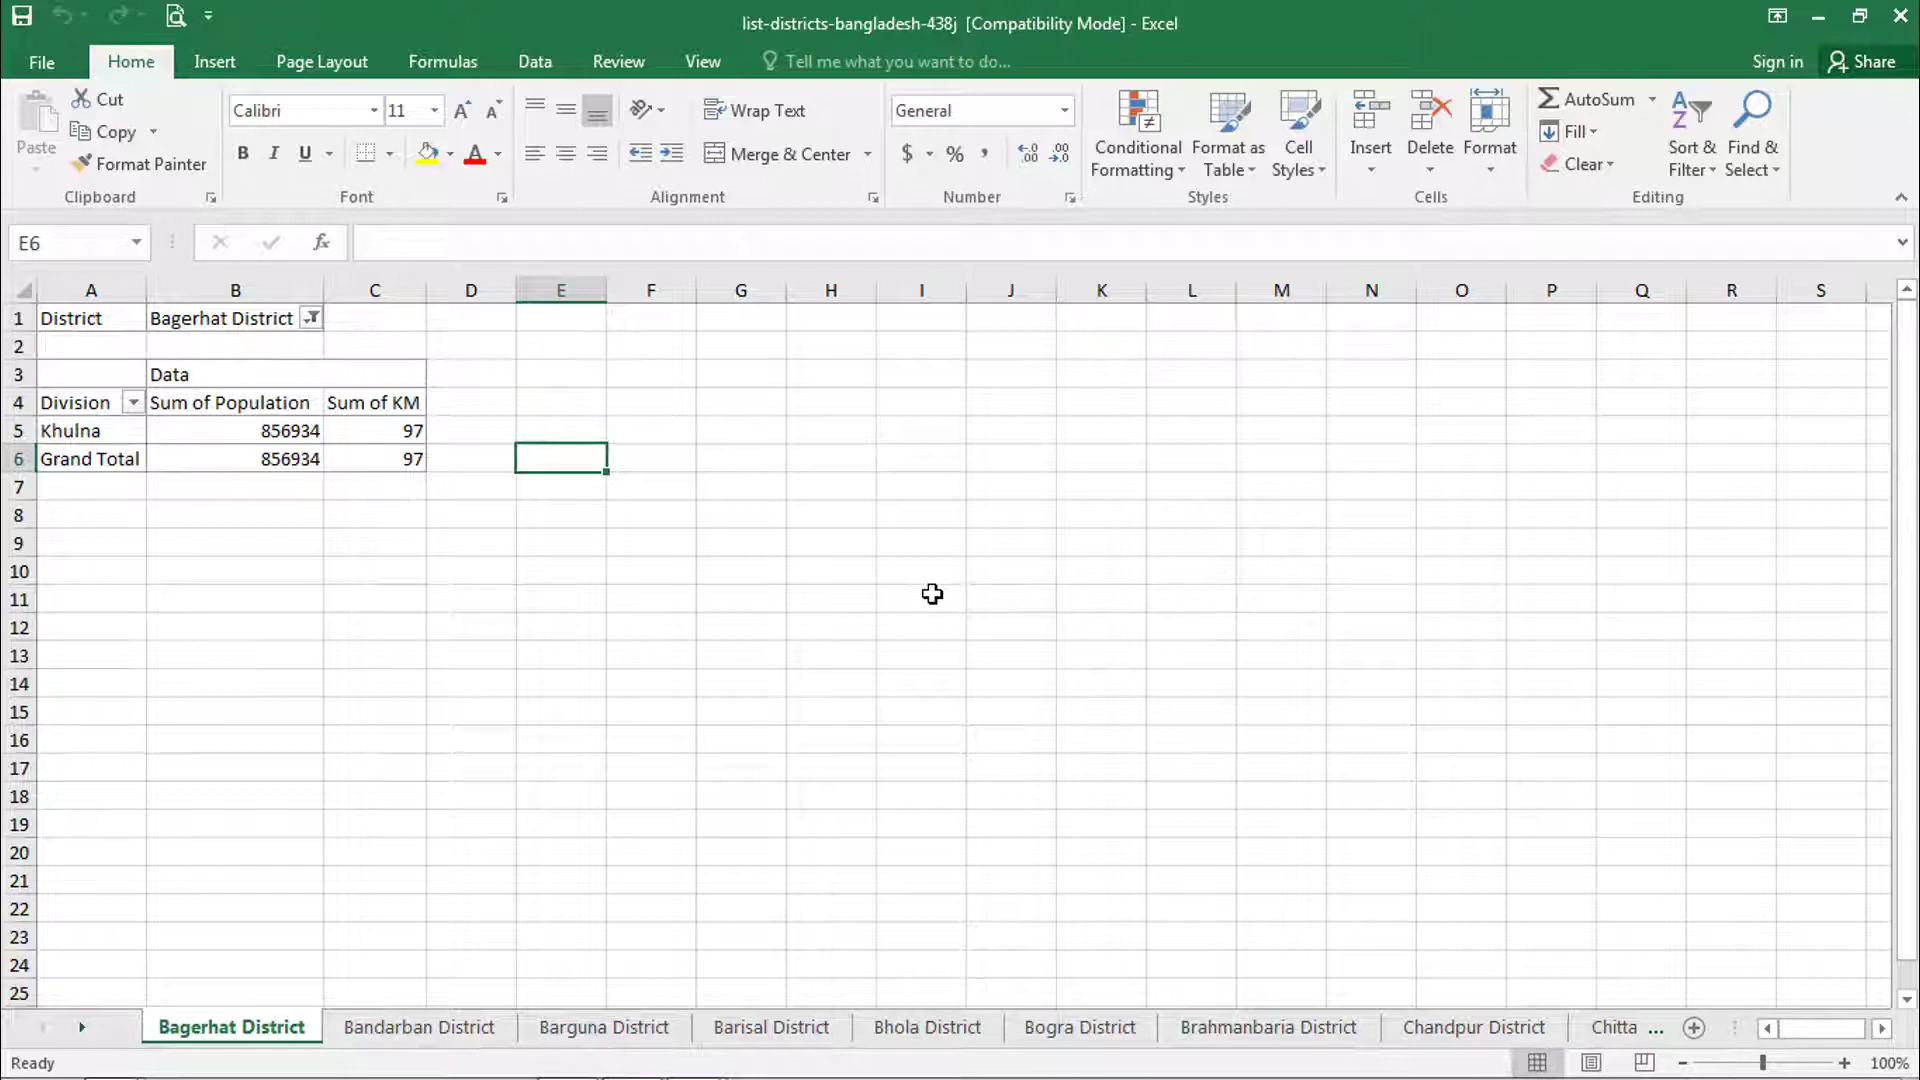 list-districts-bangladesh-438j [Compatibility Mode] - Excel
File Home Insert Page Layout Formulas Data Review View Tell me what you want to do... Sign in Share
Paste Cut Copy Format Painter
Clipboard
Calibri 11
B I U A
Font
Wrap Text
Merge & Center
Alignment
General
$ % , .00 .0
Number
Conditional Formatting
Format as Table
Cell Styles
Styles
Insert Delete Format
Cells
AutoSum
Fill
Clear
Sort & Filter
Find & Select
Editing
E6 fx
A B C D E F G H I J K L M N O P Q R S
1 District Bagerhat District
2
3 Data
4 Division Sum of Population Sum of KM
5 Khulna 856934 97
6 Grand Total 856934 97
7
8
9
10
11
12
13
14
15
16
17
18
19
20
21
22
23
24
25
Bagerhat District Bandarban District Barguna District Barisal District Bhola District Bogra District Brahmanbaria District Chandpur District Chitta ...
Ready 100%